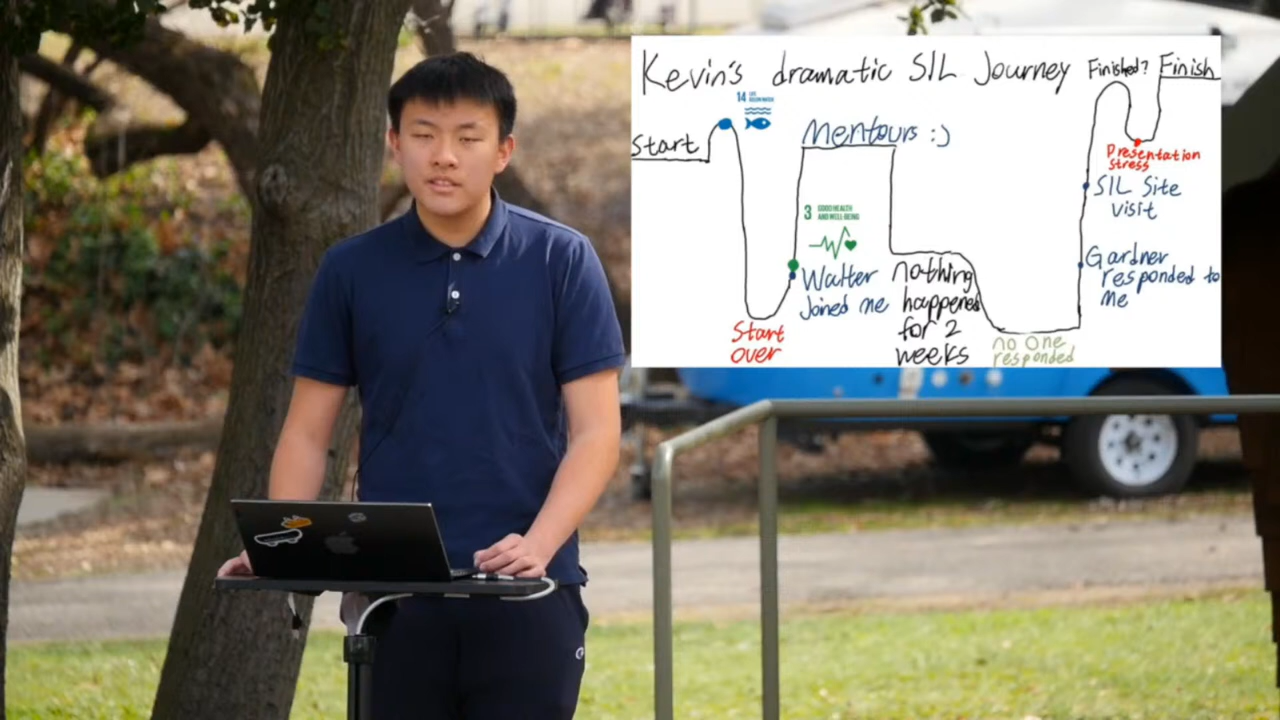 Kevin's dramatic SIL Journey
Finished?
Finish
Start
14 LIFE BELOW WATER
Mentours :)
3 GOOD HEALTH
AND WELL-BEING
Start
over
Walter
Joined me
nothing
happened
for 2
weeks
no one
responded
Gardner
responded to
me
SIL Site
visit
Presentation
stress